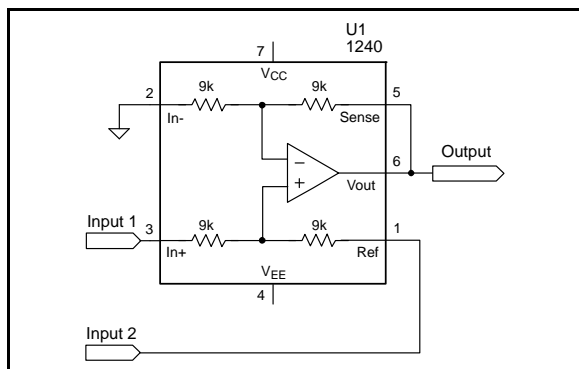 U1
1240
7
VCC
2
9k
9k
5
In-
Sense
−
6
Output
+
Vout
Input 1
3
9k
9k
1
In+
Ref
VEE
4
Input 2